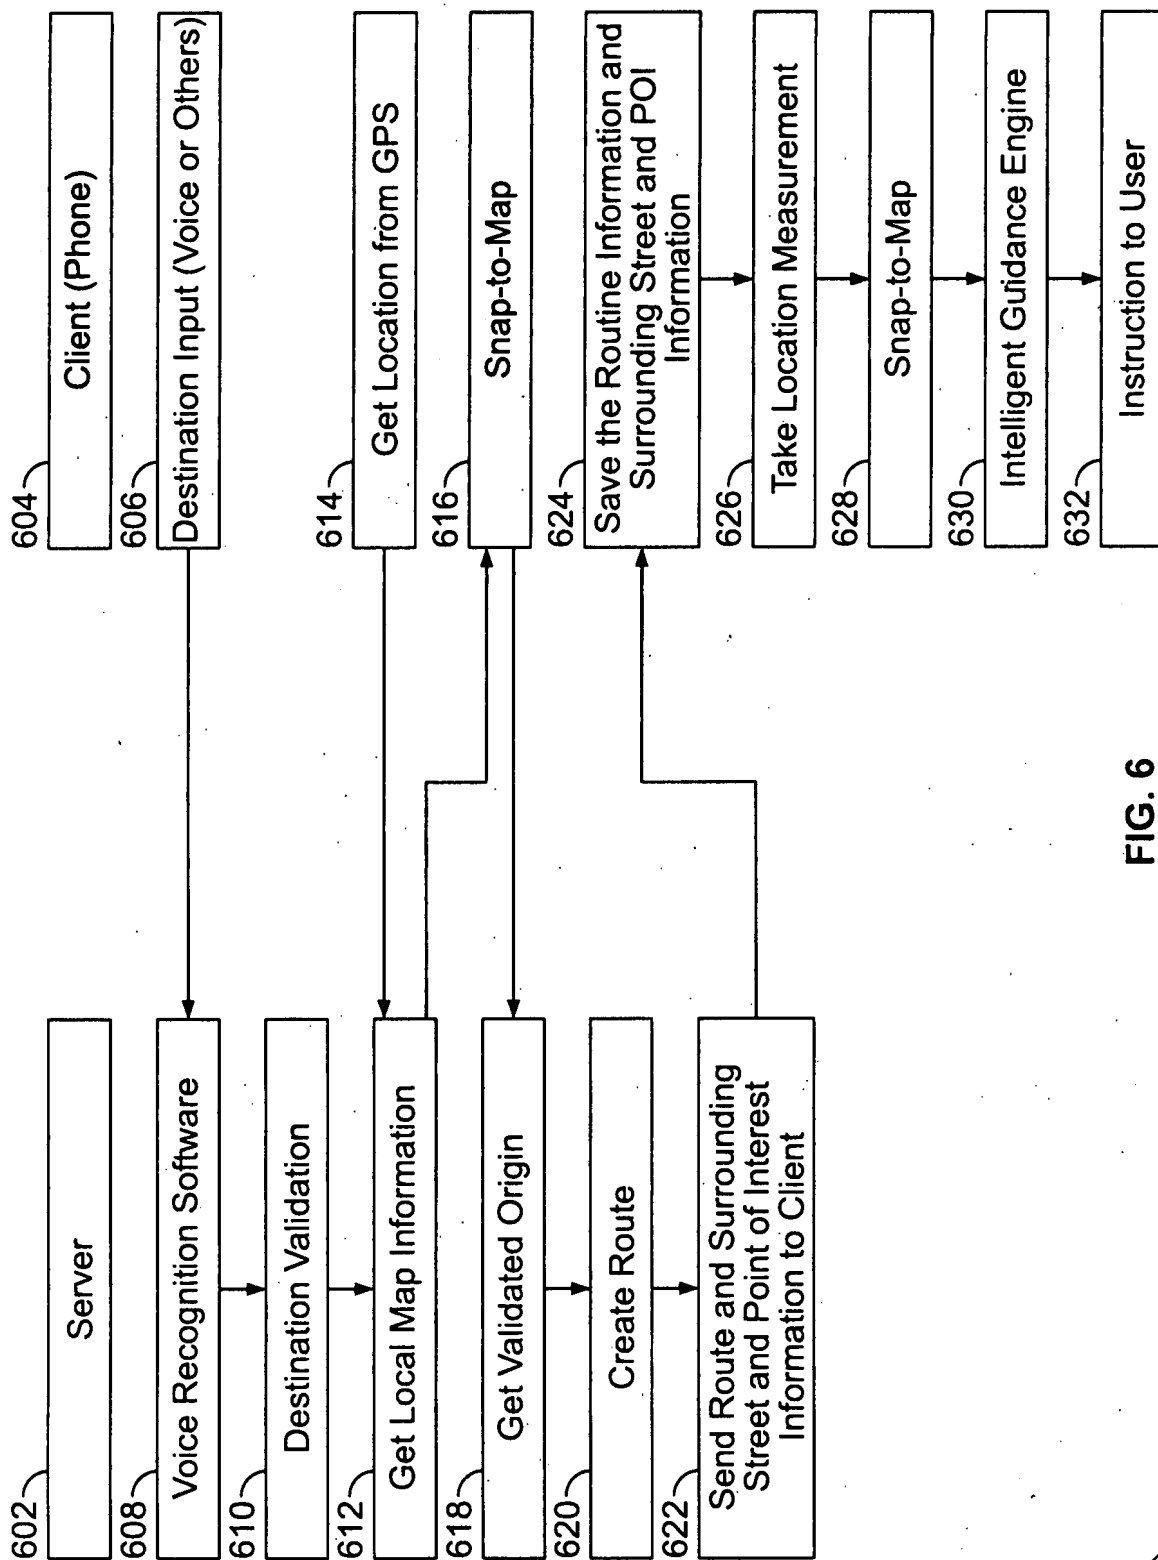 602
Server
608
Voice Recognition Software
610
Destination Validation
612
Get Local Map Information
618
Get Validated Origin
620
Create Route
622
Send Route and Surrounding
Street and Point of Interest
Information to Client
604
Client (Phone)
606
Destination Input (Voice or Others)
614
Get Location from GPS
616
Snap-to-Map
624
Save the Routine Information and
Surrounding Street and POI
Information
626
Take Location Measurement
628
Snap-to-Map
630
Intelligent Guidance Engine
632
Instruction to User
FIG. 6